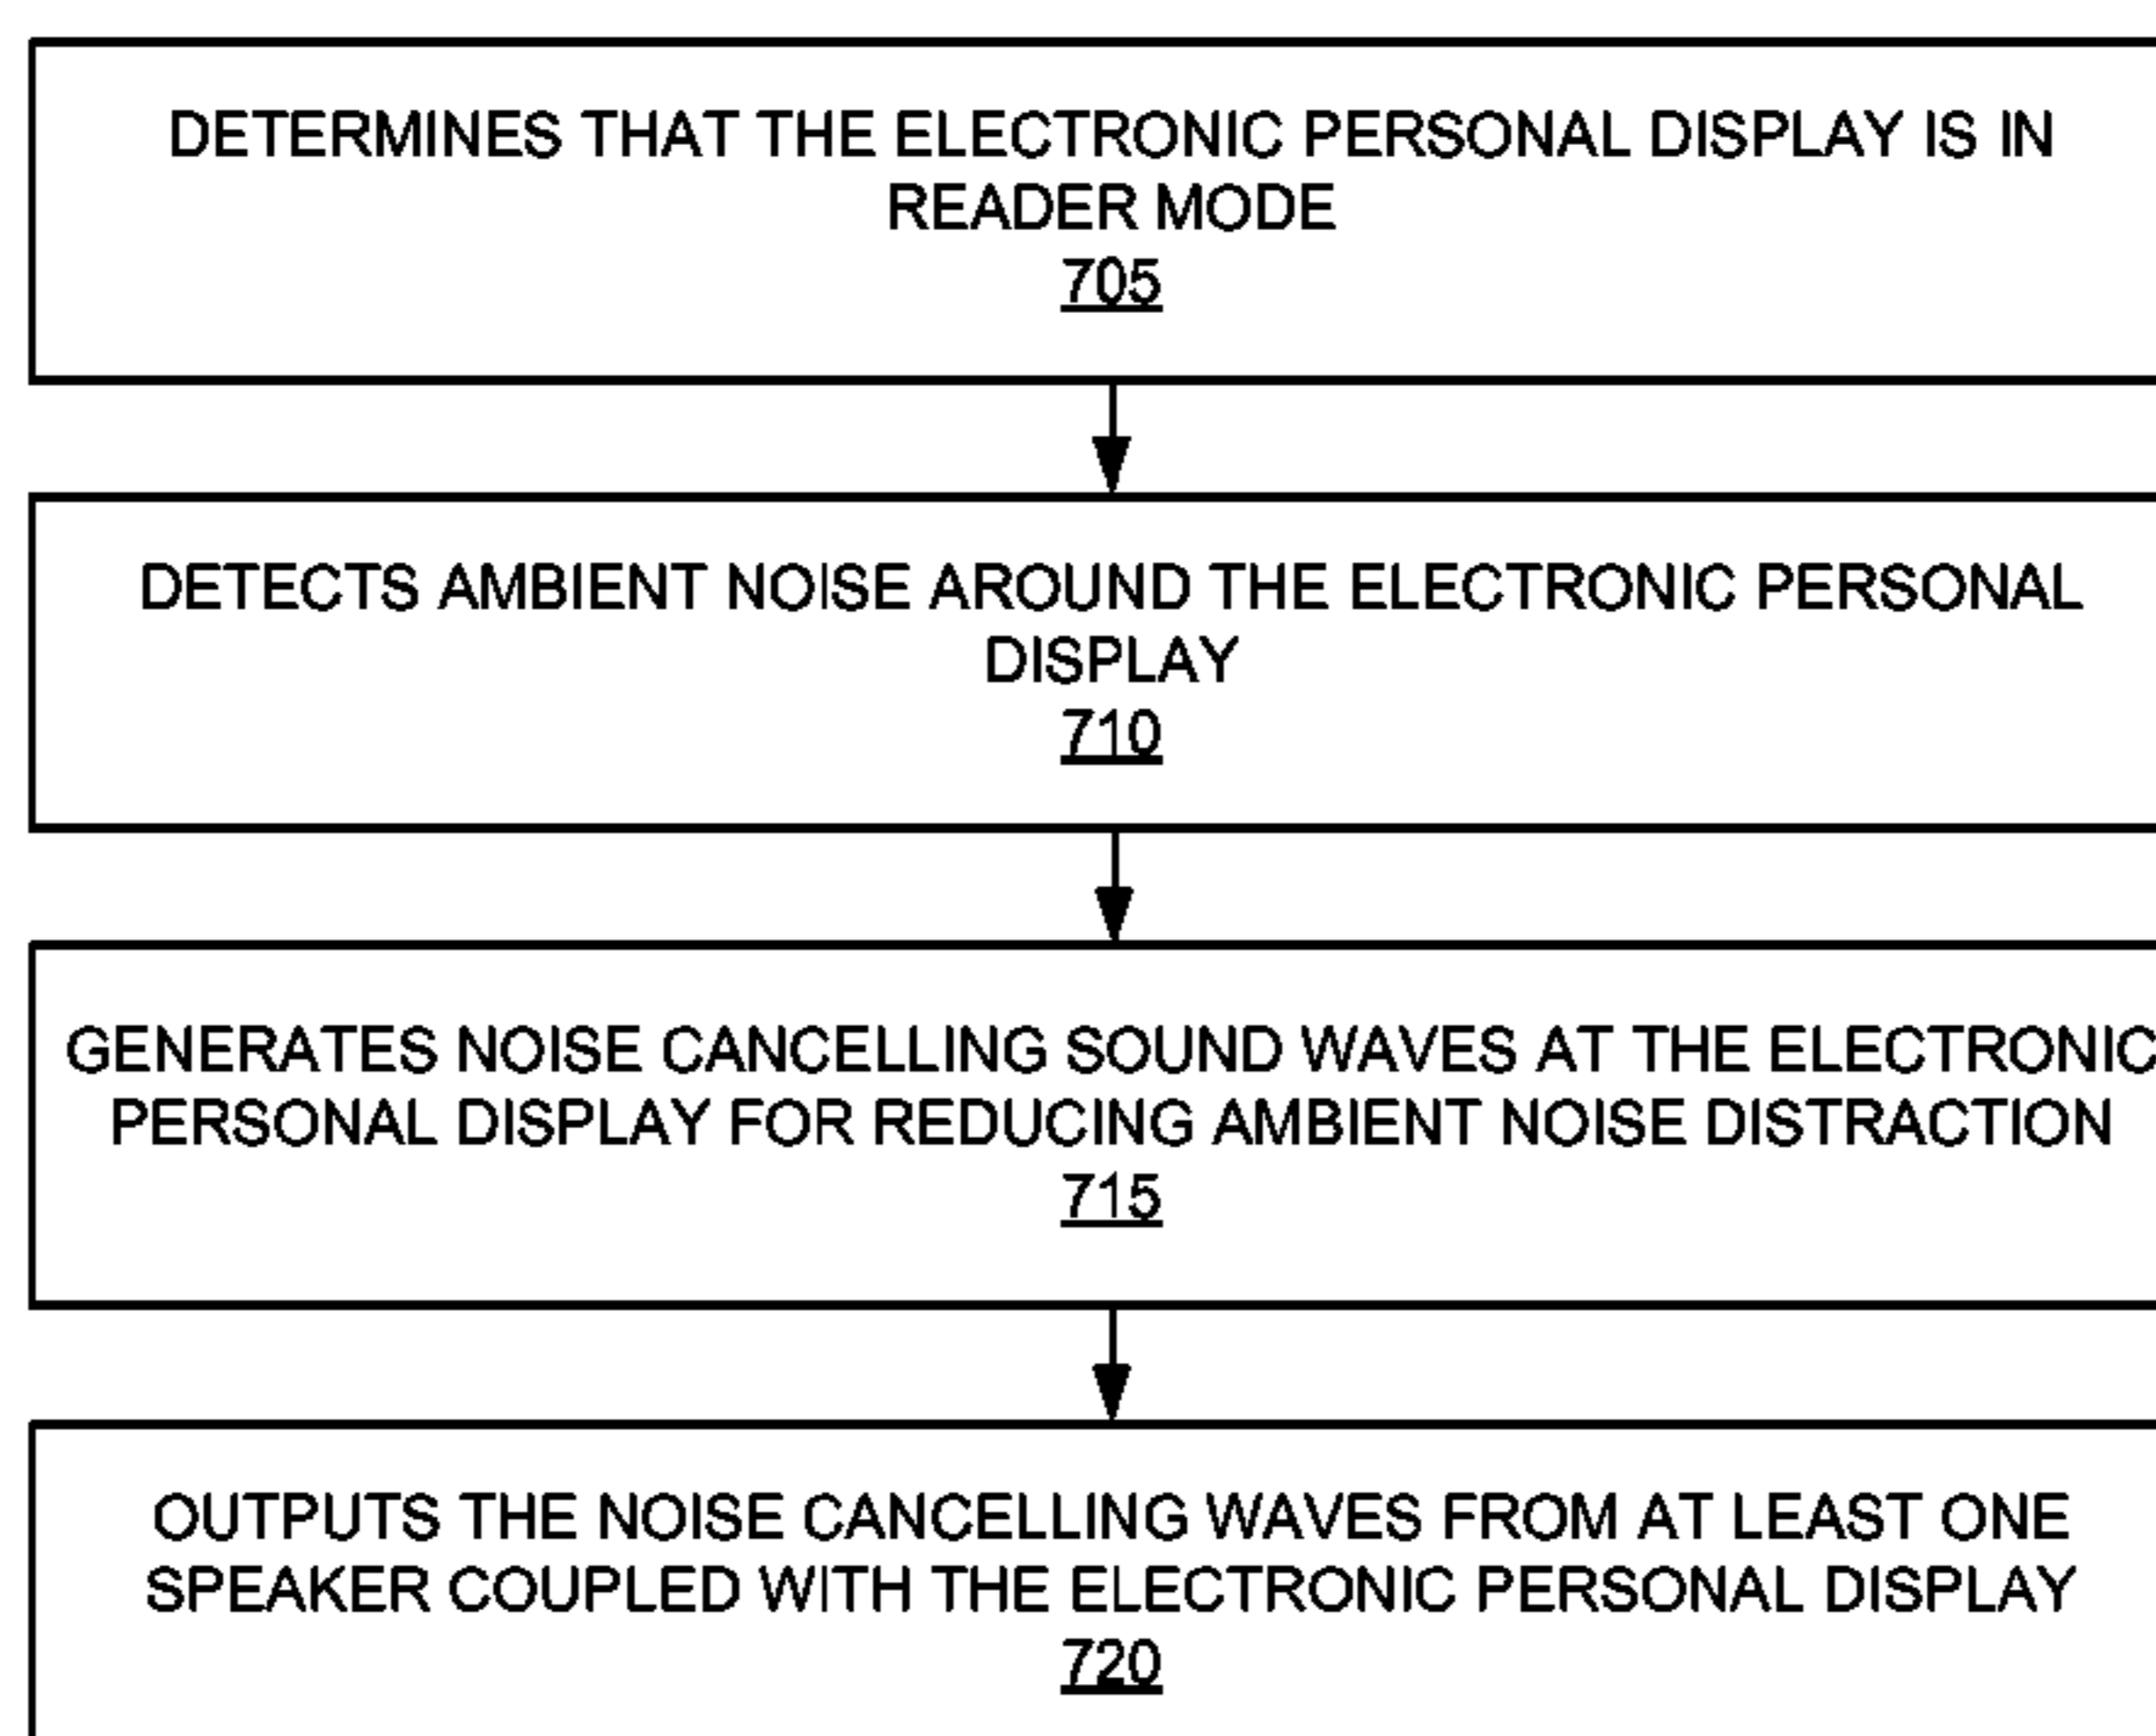 DETERMINES THAT THE ELECTRONIC PERSONAL DISPLAY IS IN
READER MODE
705
DETECTS AMBIENT NOISE AROUND THE ELECTRONIC PERSONAL
DISPLAY
710
GENERATES NOISE CANCELLING SOUND WAVES AT THE ELECTRONIC
PERSONAL DISPLAY FOR REDUCING AMBIENT NOISE DISTRACTION
715
OUTPUTS THE NOISE CANCELLING WAVES FROM AT LEAST ONE
SPEAKER COUPLED WITH THE ELECTRONIC PERSONAL DISPLAY
720